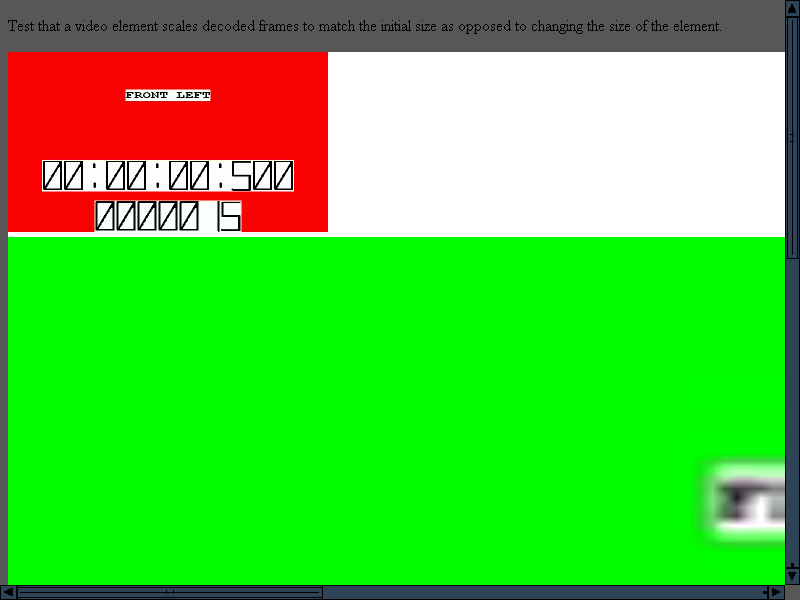 Test that a video element scales decoded frames to match the initial size as opposed to changing the size of the element.
FRONT LEFT
00:00:00:500
00000 15